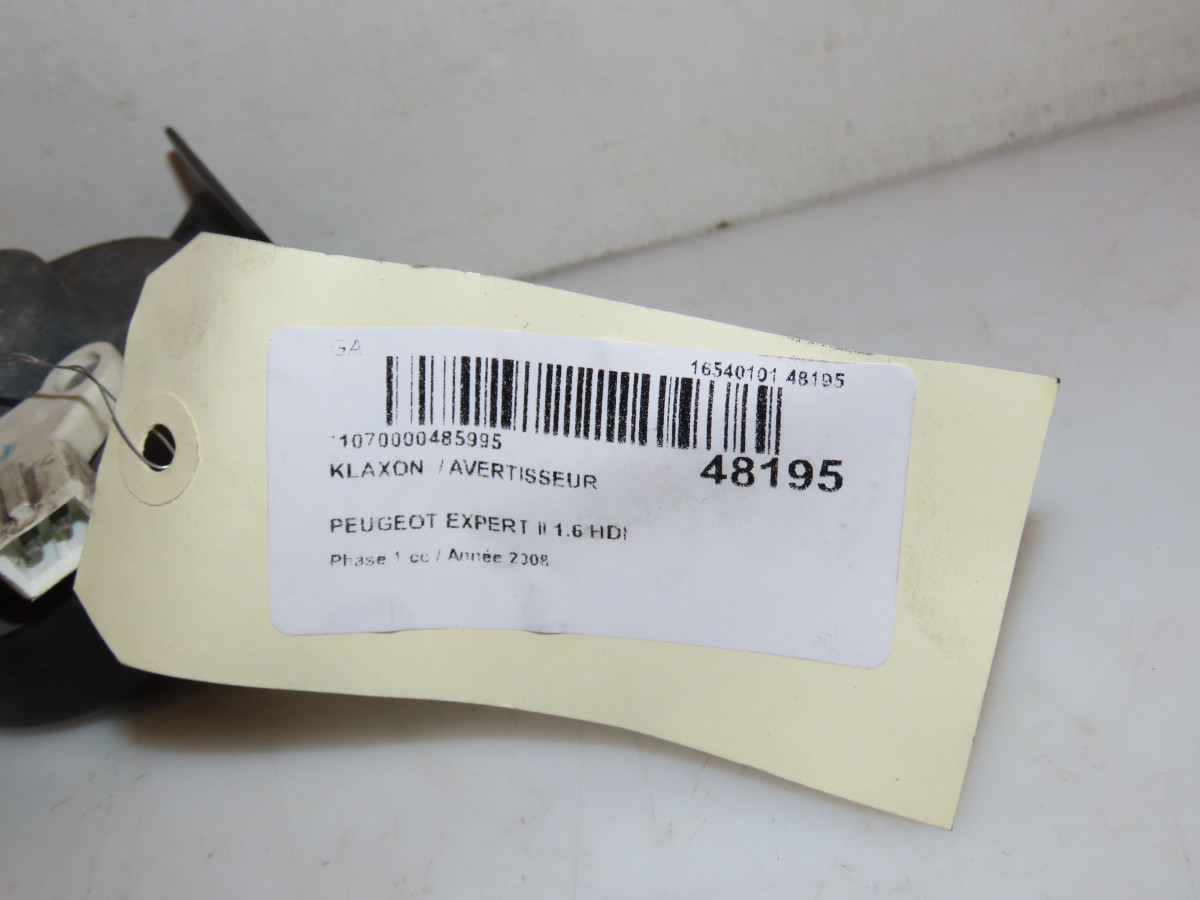 GA
16540101 48195
*1070000485995
48195
KLAXON / AVERTISSEUR
PEUGEOT EXPERT II 1.6 HDI
Phase 1 cc / Année 2008